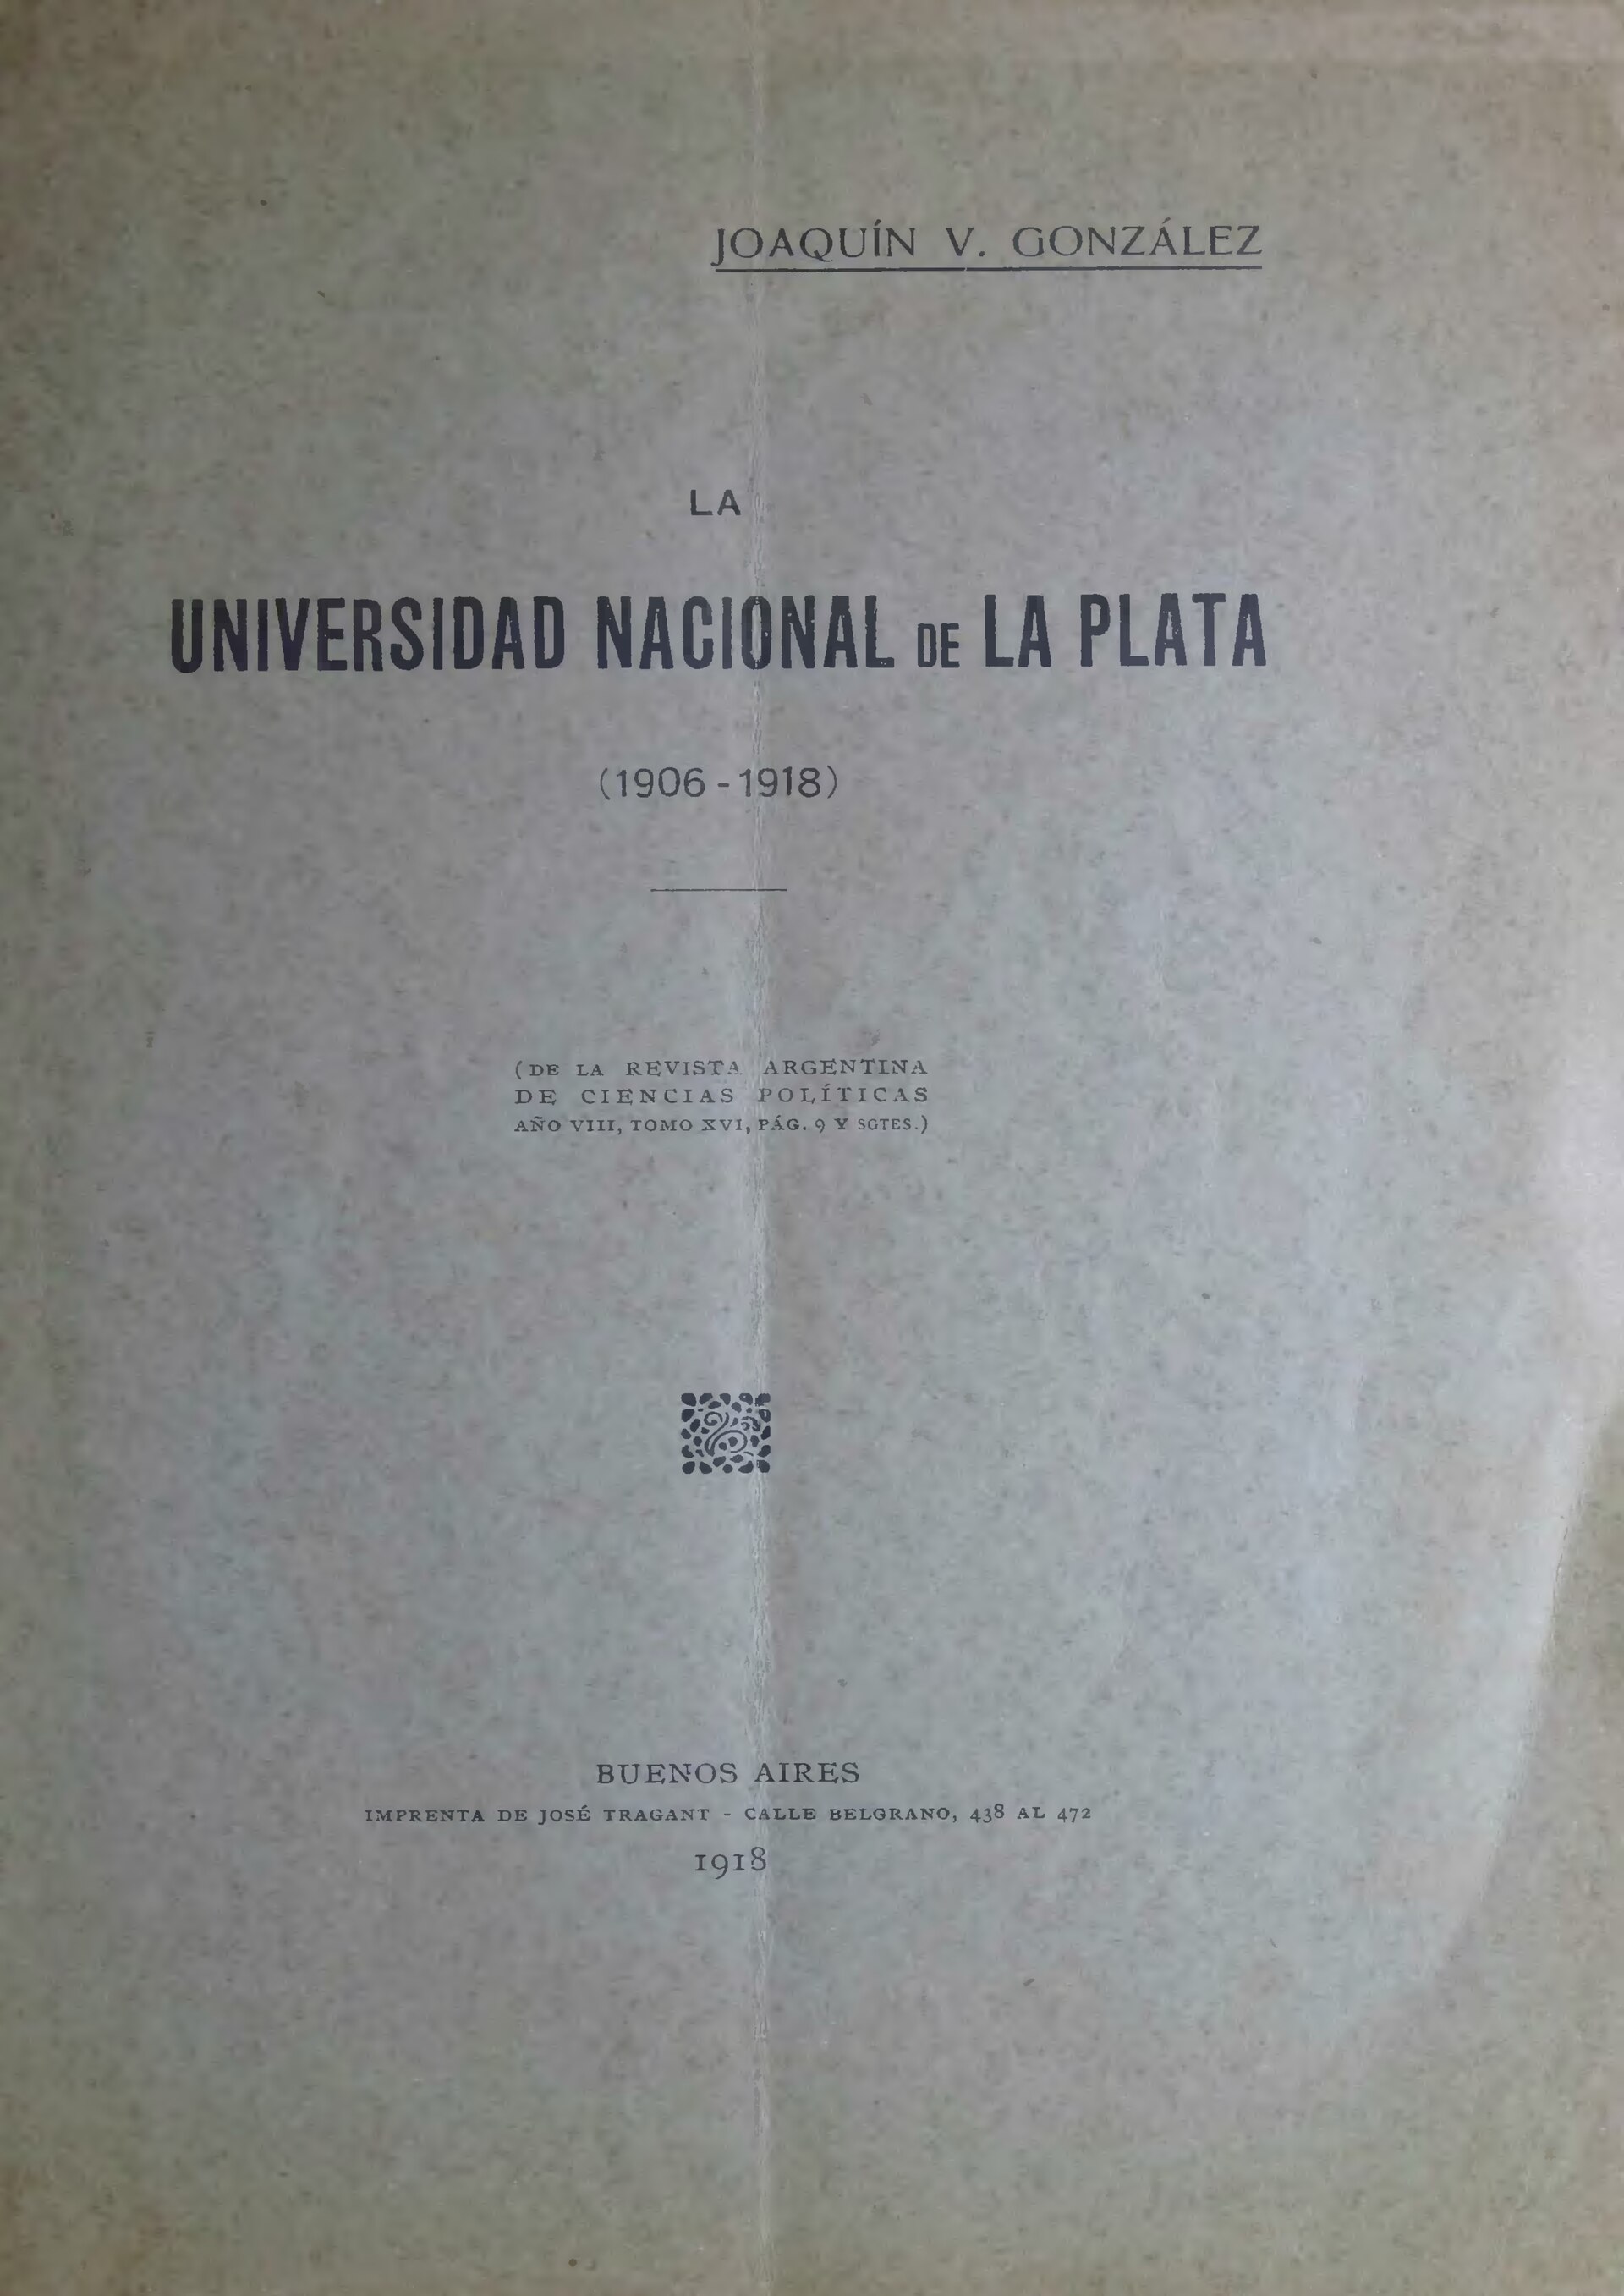 JOAQUÍN V. GONZÁLEZ
LA
UNIVERSIDAD NACIONAL DE LA PLATA
(1906 - 1918)
(DE LA REVISTA ARGENTINA
DE CIENCIAS POLÍTICAS
AÑO VIII, TOMO XVI, PÁG. 9 Y SGTES.)
BUENOS AIRES
IMPRENTA DE JOSÉ TRAGANT - CALLE BELGRANO, 438 AL 472
1918